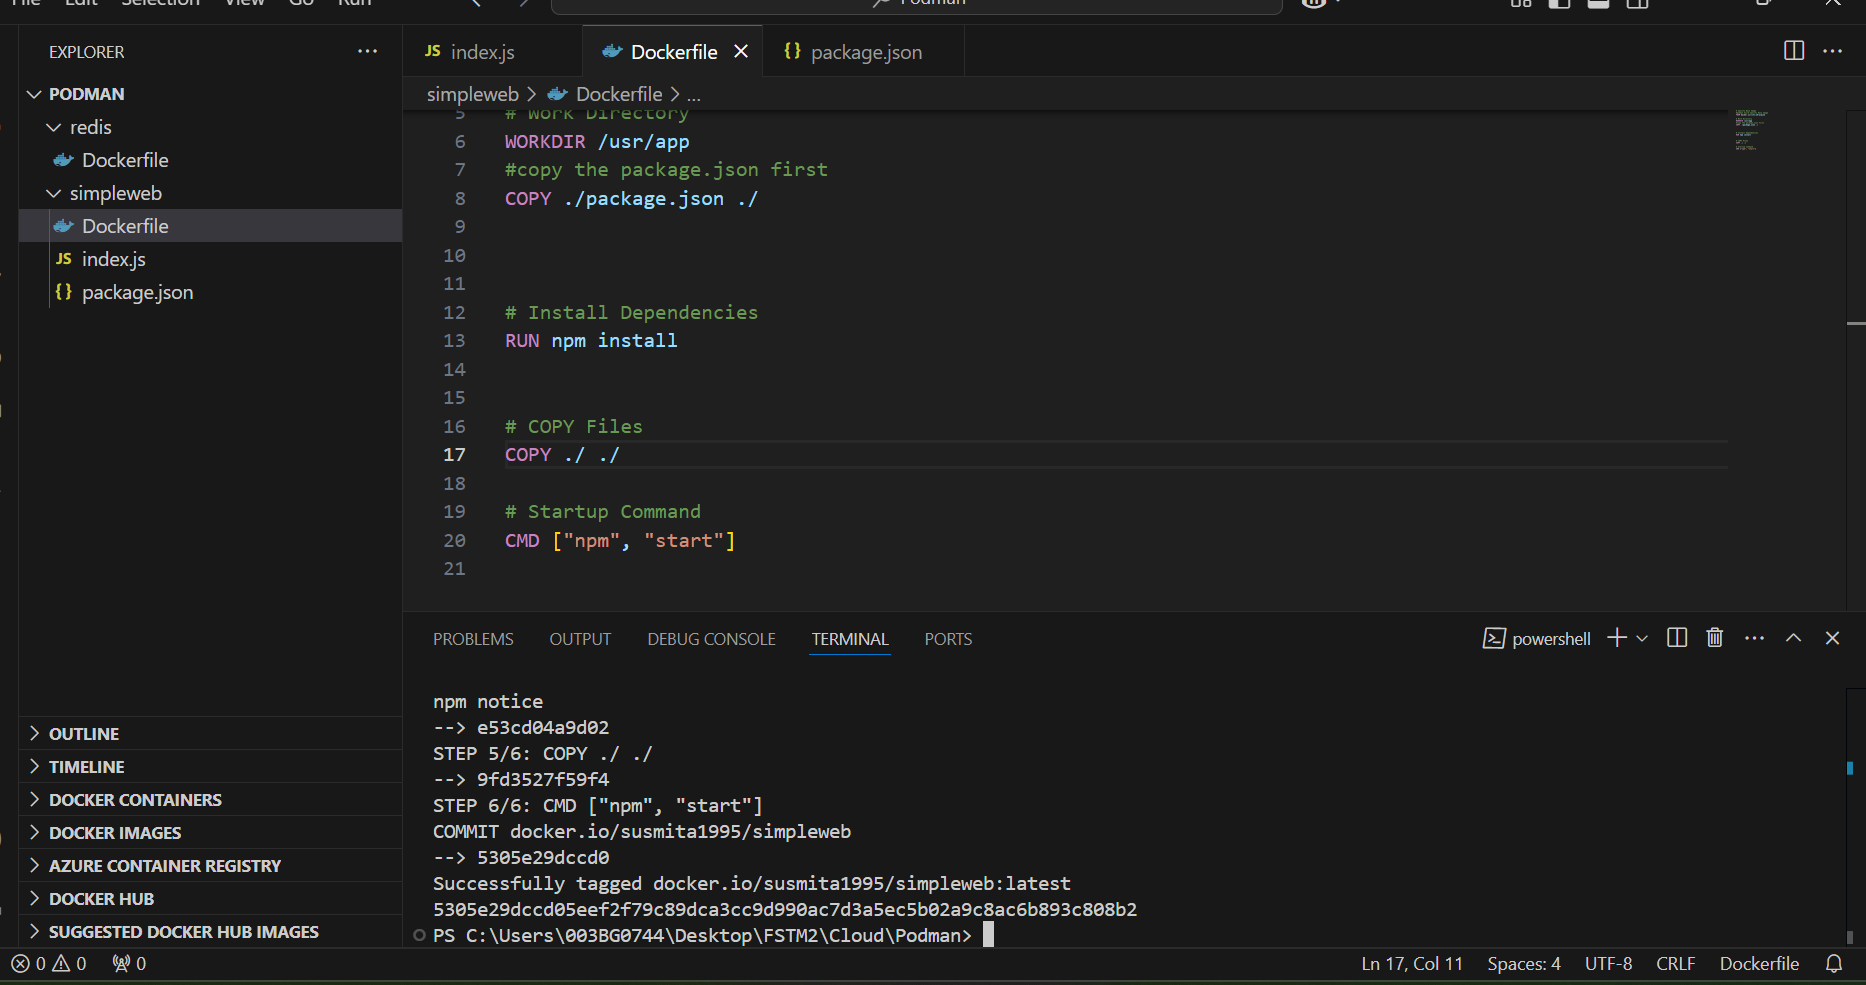 File Edit Selection View Go Run
Podman
EXPLORER
PODMAN
redis
Dockerfile
simpleweb
Dockerfile
JS index.js
{} package.json
OUTLINE
TIMELINE
DOCKER CONTAINERS
DOCKER IMAGES
AZURE CONTAINER REGISTRY
DOCKER HUB
SUGGESTED DOCKER HUB IMAGES
JS index.js
Dockerfile
{} package.json
simpleweb > Dockerfile > ...
5 # Work Directory
6 WORKDIR /usr/app
7 #copy the package.json first
8 COPY ./package.json ./
9
10
11
12 # Install Dependencies
13 RUN npm install
14
15
16 # COPY Files
17 COPY ./ ./
18
19 # Startup Command
20 CMD ["npm", "start"]
21
PROBLEMS OUTPUT DEBUG CONSOLE TERMINAL PORTS
powershell
npm notice
--> e53cd04a9d02
STEP 5/6: COPY ./ ./
--> 9fd3527f59f4
STEP 6/6: CMD ["npm", "start"]
COMMIT docker.io/susmita1995/simpleweb
--> 5305e29dccd0
Successfully tagged docker.io/susmita1995/simpleweb:latest
5305e29dccd05eef2f79c89dca3cc9d990ac7d3a5ec5b02a9c8ac6b893c808b2
PS C:\Users\003BG0744\Desktop\FSTM2\Cloud\Podman>
0 0 0
Ln 17, Col 11 Spaces: 4 UTF-8 CRLF Dockerfile